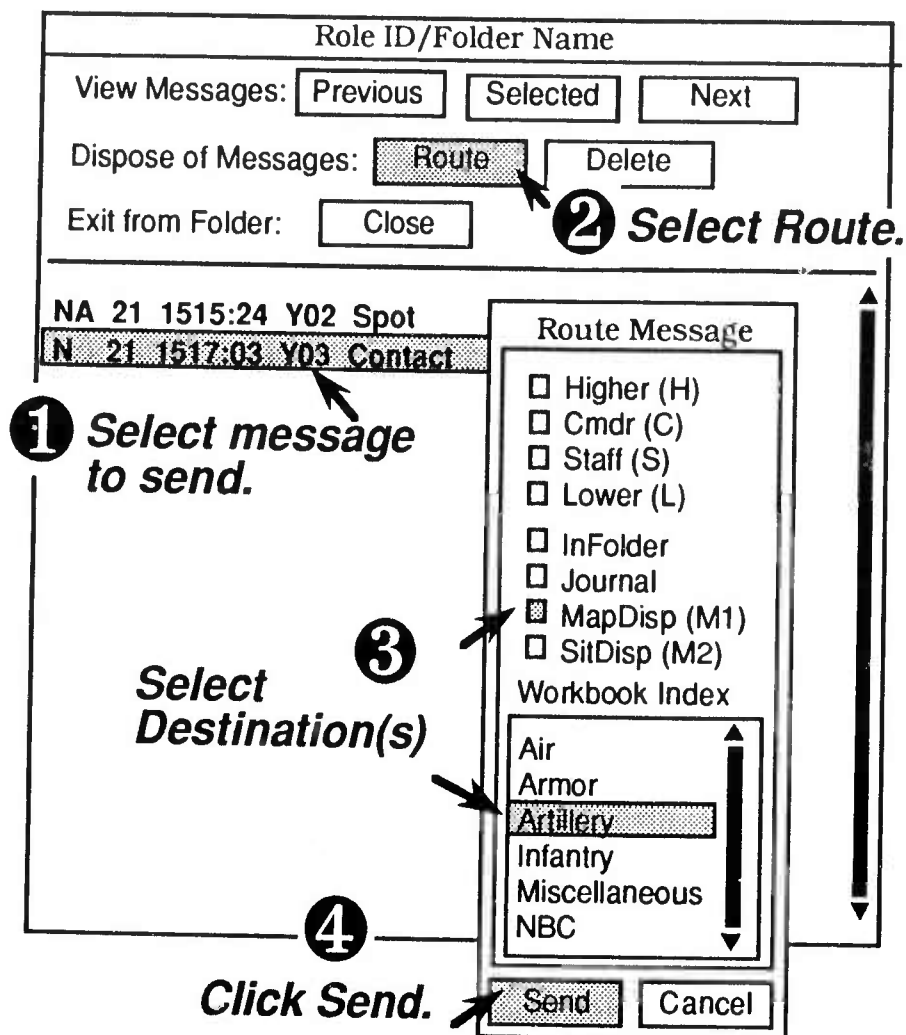 Role ID/Folder Name
View Messages: Previous Selected Next
Dispose of Messages: Route Delete
2 Select Route.
Exit from Folder: Close
NA 21 1515:24 Y02 Spot
N 21 1517:03 Y03 Contact
1 Select message
to send.
Route Message
Higher (H)
Cmdr (C)
Staff (S)
Lower (L)
InFolder
Journal
MapDisp (M1)
SitDisp (M2)
3
Select
Destination(s)
Workbook Index
Air
Armor
Artillery
Infantry
Miscellaneous
NBC
4
Click Send.
Send Cancel